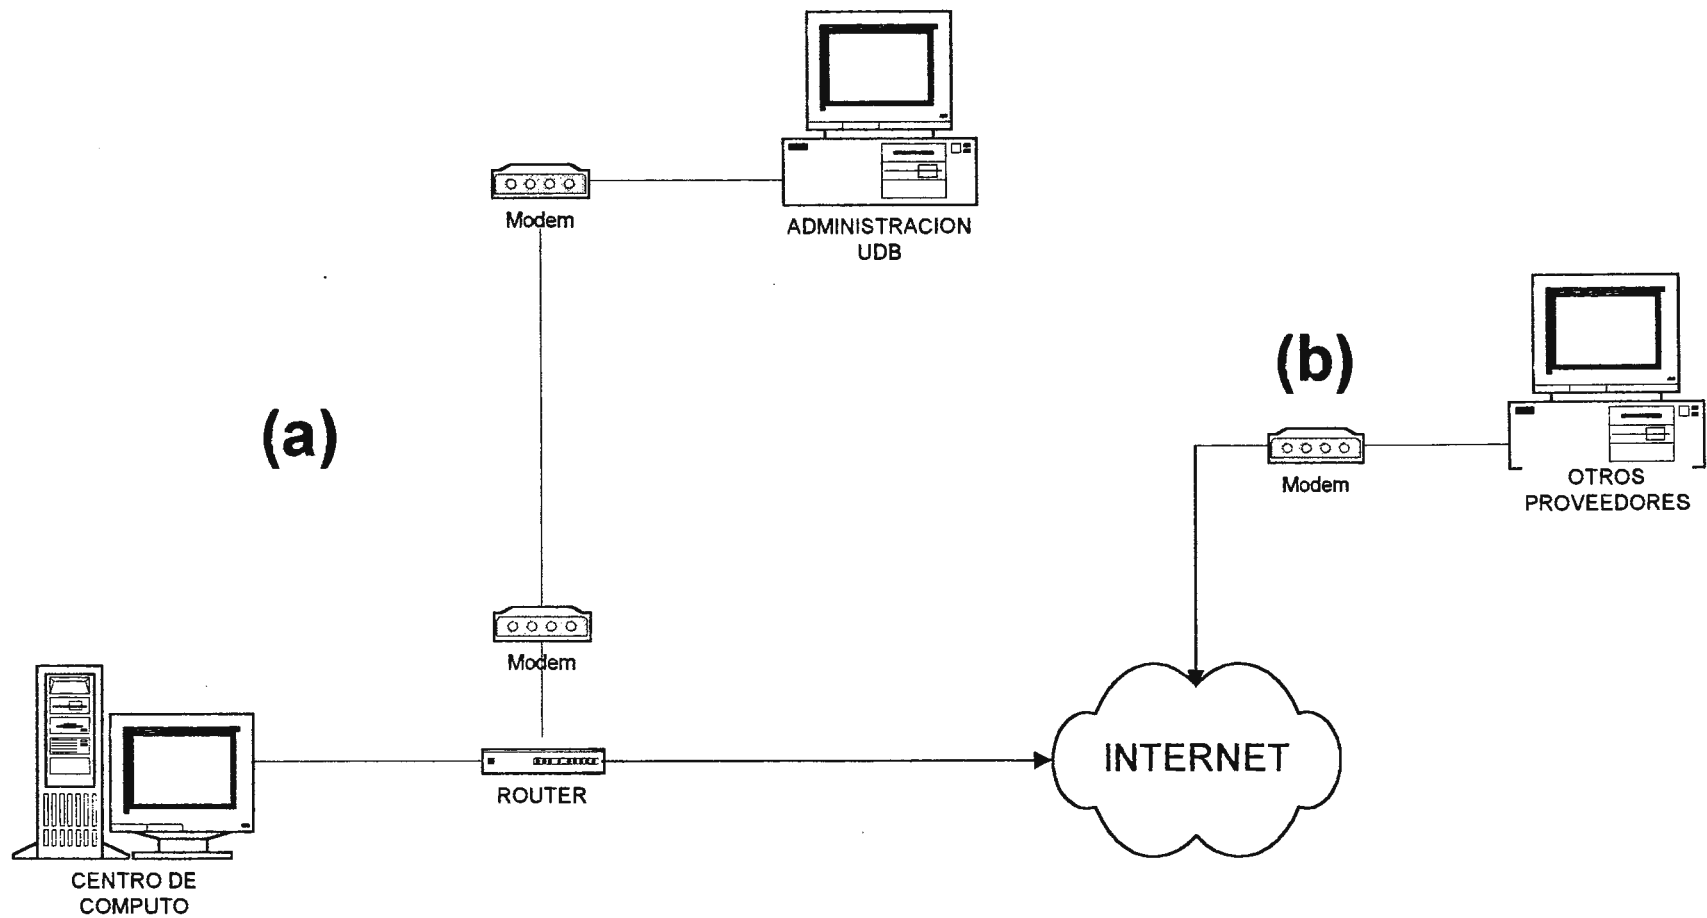 Modem
ADMINISTRACION
UDB
(a)
(b)
Modem
OTROS
PROVEEDORES
Modem
INTERNET
ROUTER
CENTRO DE
COMPUTO